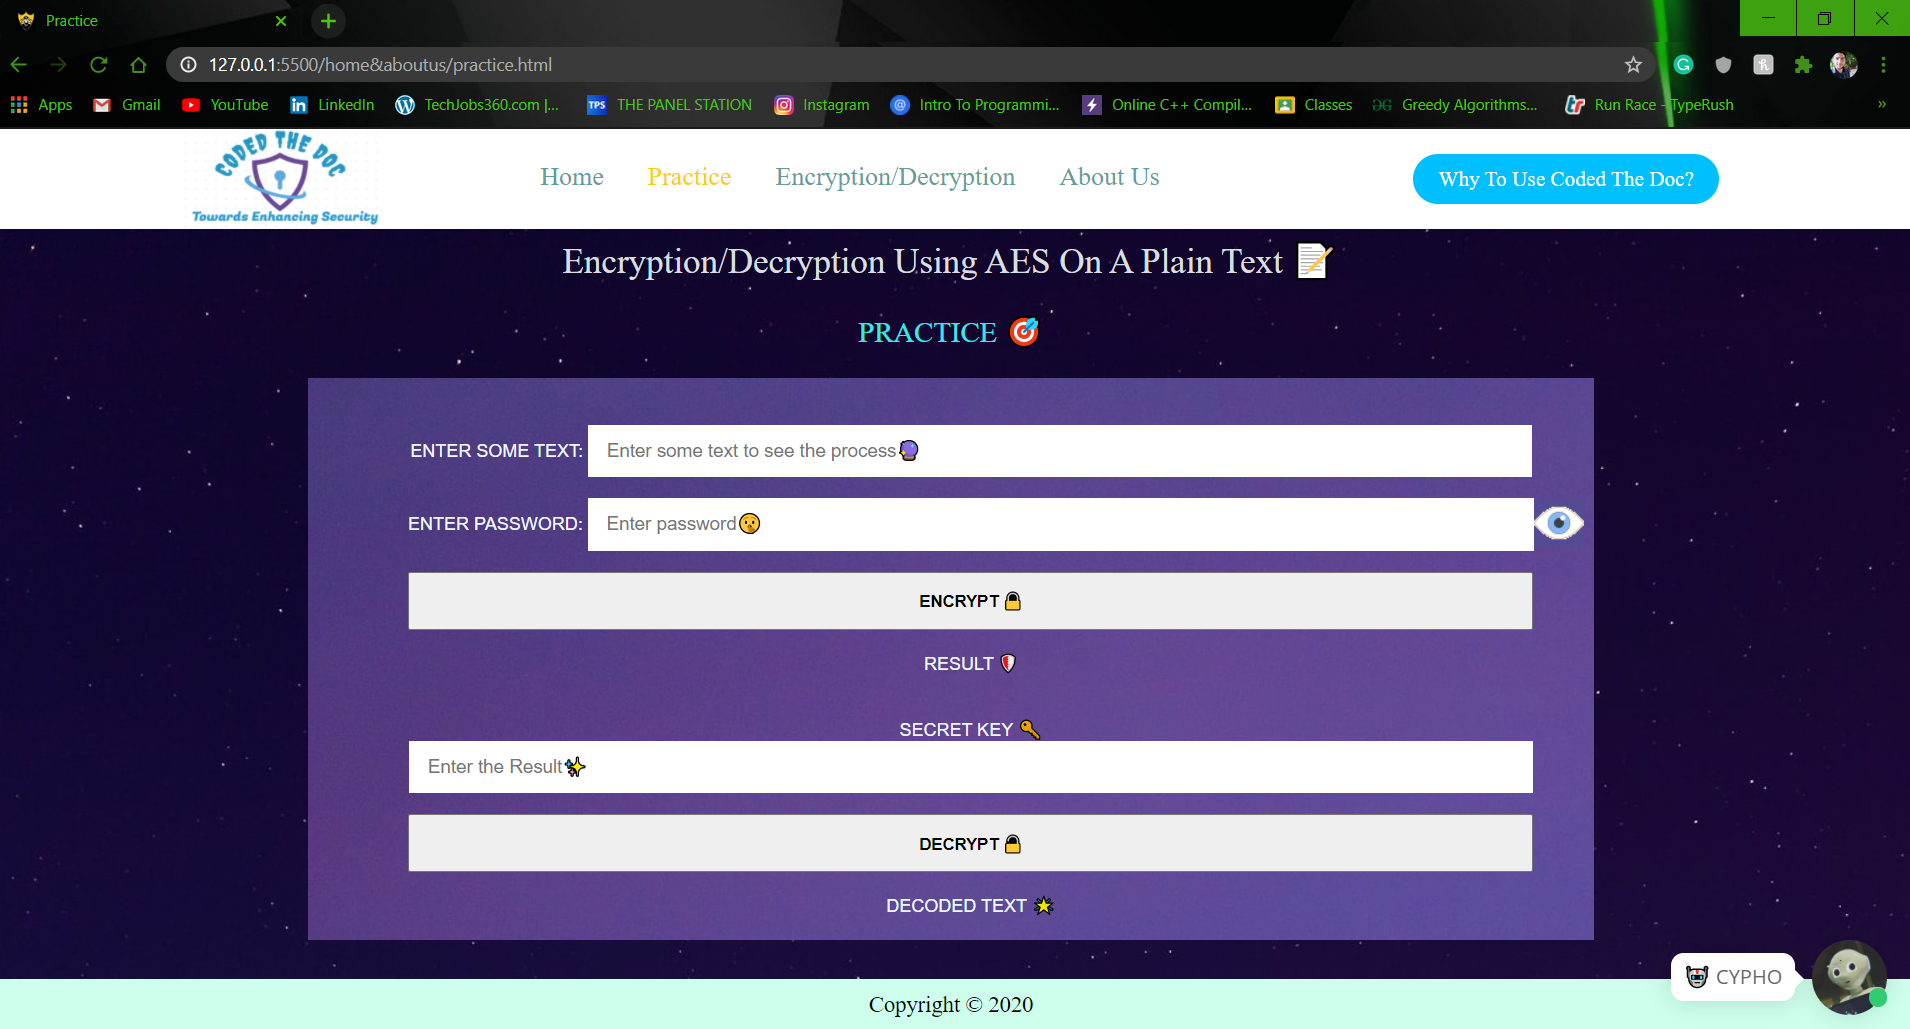 Practice
127.0.0.1:5500/home&aboutus/practice.html
Apps Gmail YouTube LinkedIn TechJobs360.com |... TPS THE PANEL STATION Instagram Intro To Programmi... Online C++ Compil... Classes Greedy Algorithms... Run Race - TypeRush »
CODED THE DOC
Towards Enhancing Security
Home Practice Encryption/Decryption About Us Why To Use Coded The Doc?
Encryption/Decryption Using AES On A Plain Text 📝
PRACTICE 🎯
ENTER SOME TEXT: Enter some text to see the process🔮
ENTER PASSWORD: Enter password🤫
ENCRYPT🔒
RESULT 🛡
SECRET KEY 🔑
Enter the Result✨
DECRYPT🔒
DECODED TEXT 🌟
🤖 CYPHO
Copyright © 2020